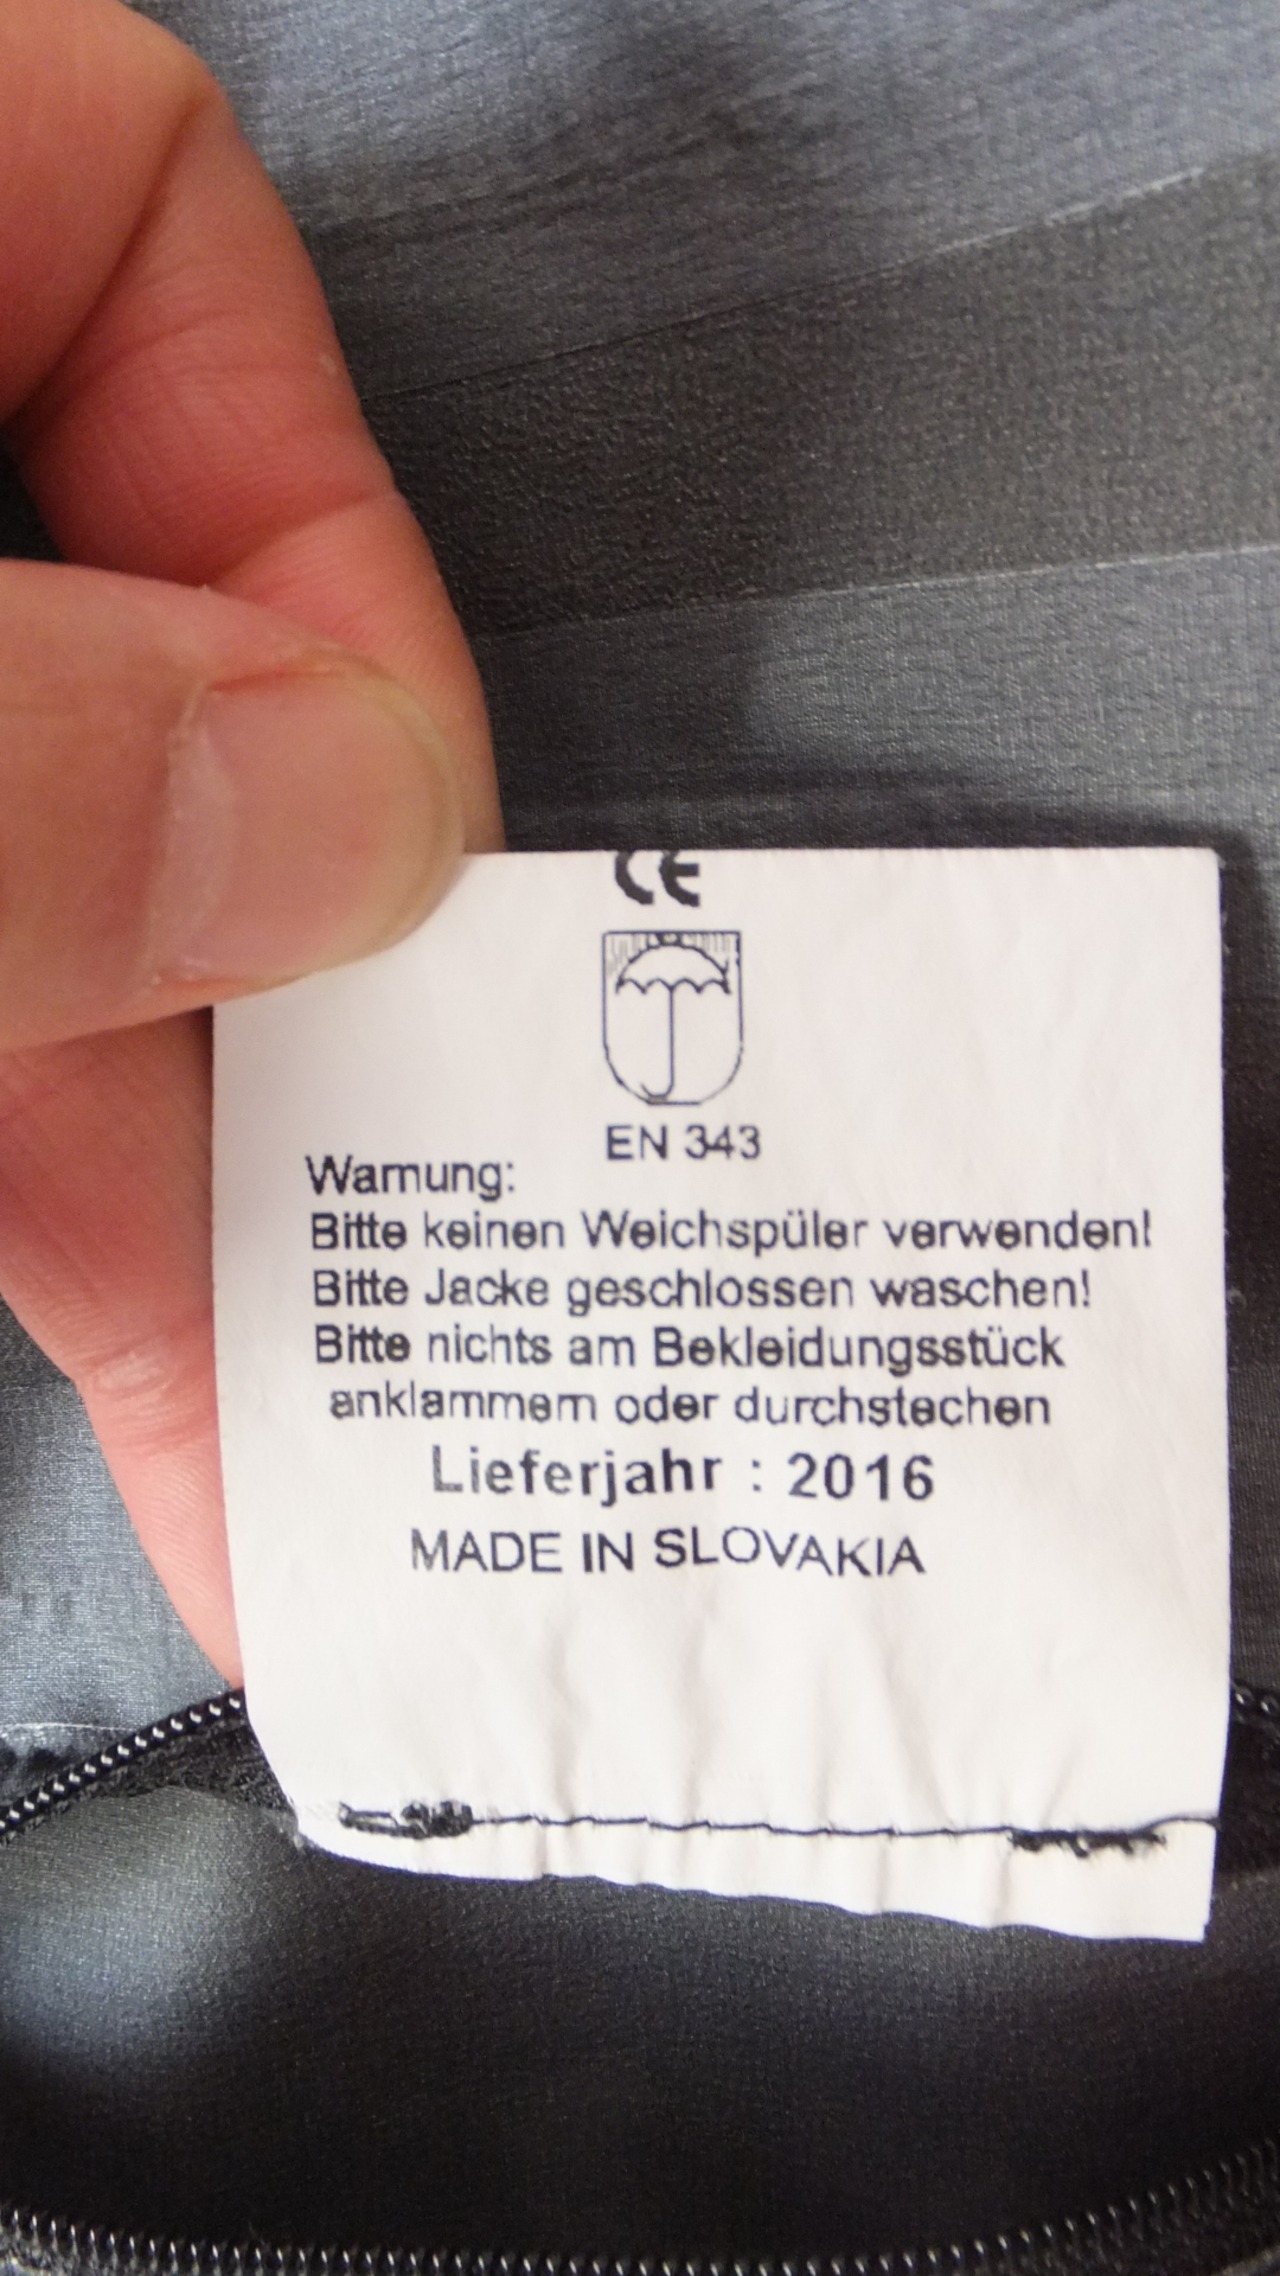 CE
EN 343
Warnung:
Bitte keinen Weichspüler verwenden!
Bitte Jacke geschlossen waschen!
Bitte nichts am Bekleidungsstück
anklammern oder durchstechen
Lieferjahr : 2016
MADE IN SLOVAKIA